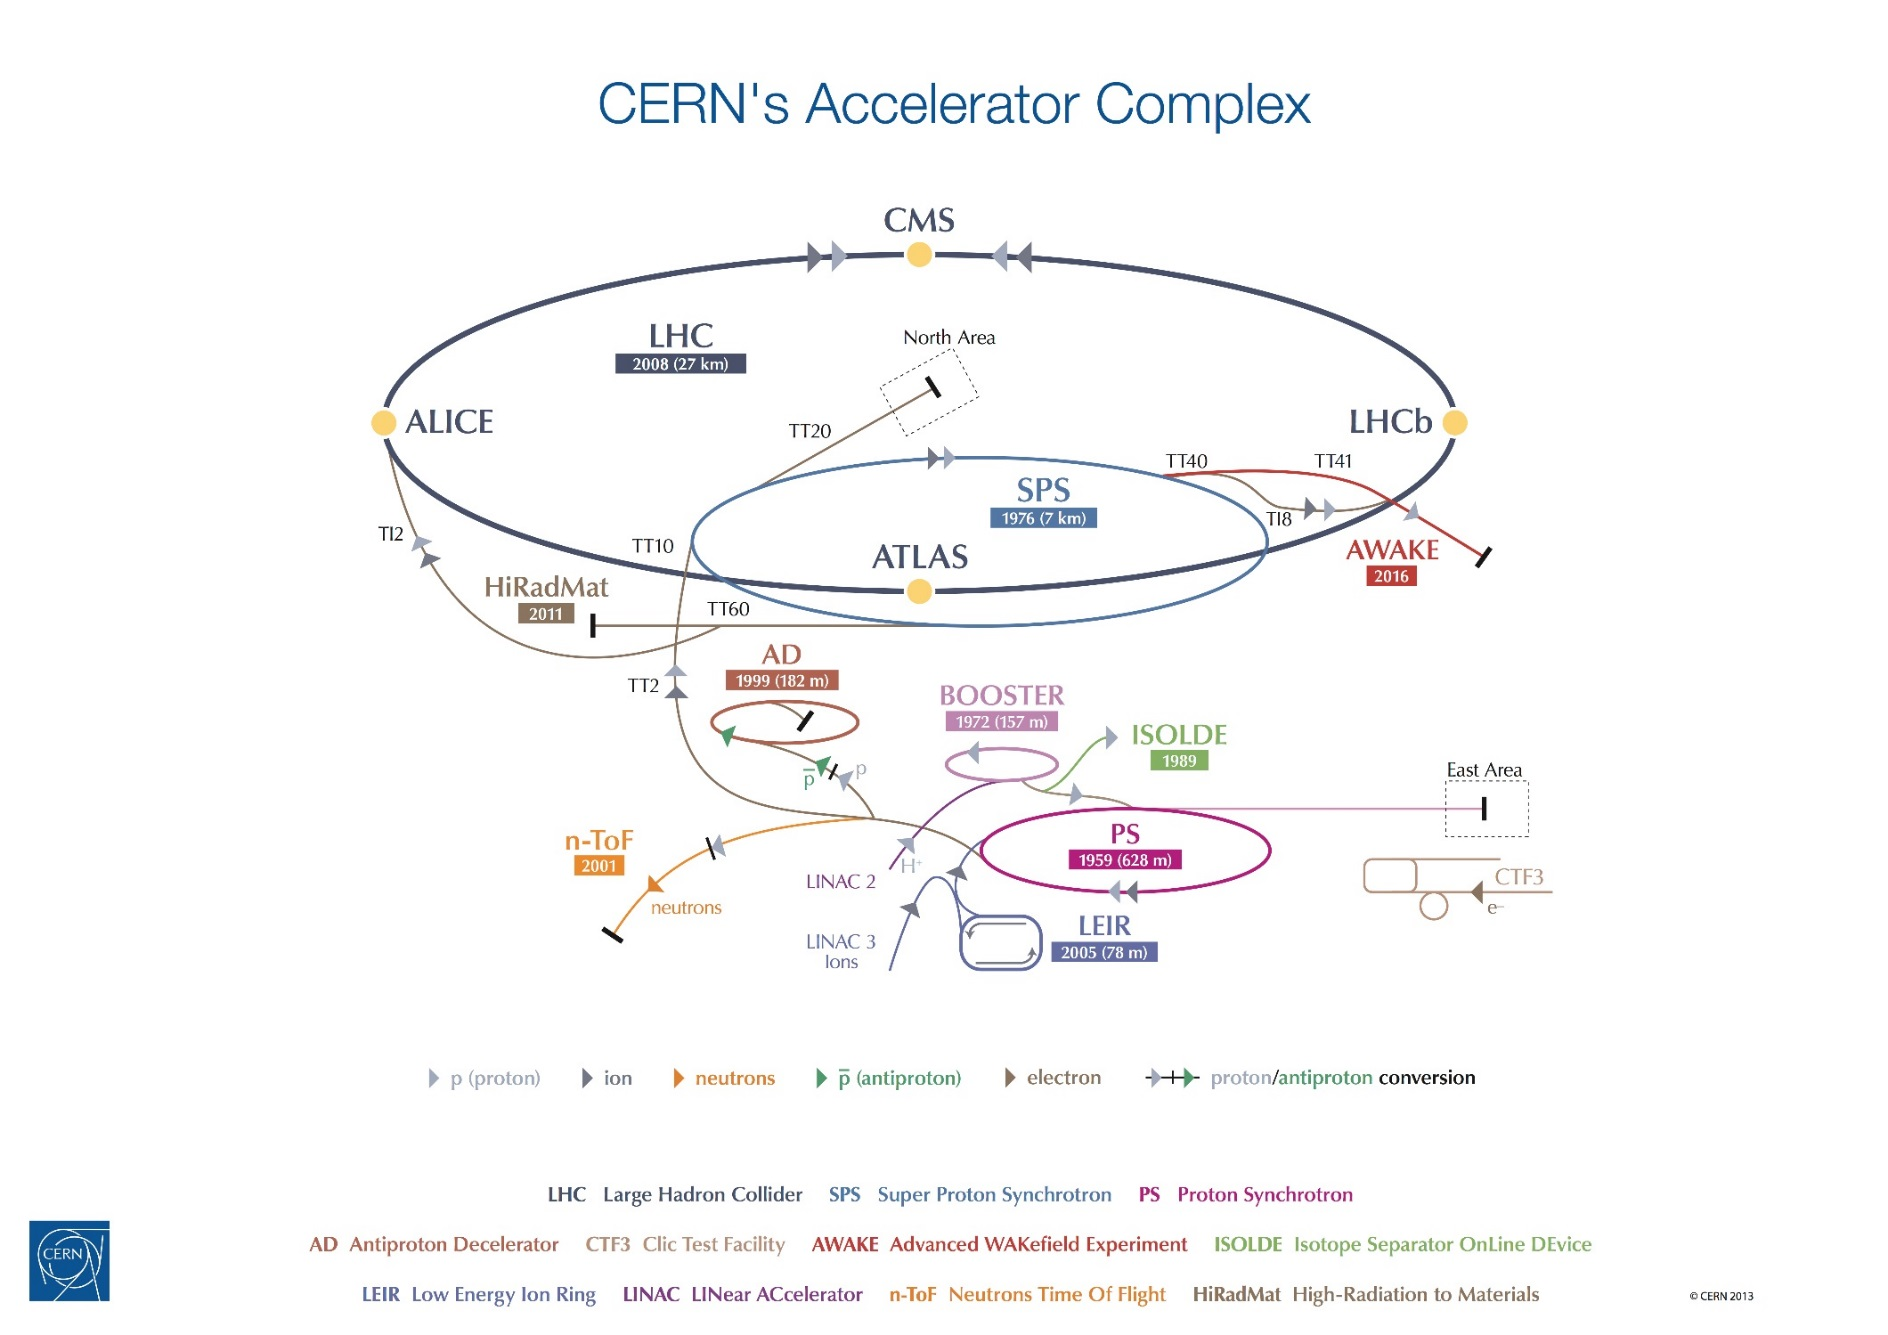 CERN's Accelerator Complex
CMS
LHC
2008 (27 km)
North Area
TT20
ALICE
LHCb
TT40
TT41
SPS
1976 (7 km)
TI8
TI2
TT10
ATLAS
AWAKE
2016
HiRadMat
2011
TT60
AD
1999 (182 m)
TT2
BOOSTER
1972 (157 m)
ISOLDE
1989
p̅
p
East Area
n-ToF
2001
PS
1959 (628 m)
H⁺
LINAC 2
neutrons
CTF3
e⁻
LEIR
2005 (78 m)
LINAC 3
Ions
p (proton) ion neutrons p̅ (antiproton) electron proton/antiproton conversion
LHC Large Hadron Collider SPS Super Proton Synchrotron PS Proton Synchrotron
AD Antiproton Decelerator CTF3 Clic Test Facility AWAKE Advanced WAKefield Experiment ISOLDE Isotope Separator OnLine DEvice
LEIR Low Energy Ion Ring LINAC LINear ACcelerator n-ToF Neutrons Time Of Flight HiRadMat High-Radiation to Materials
CERN
© CERN 2013